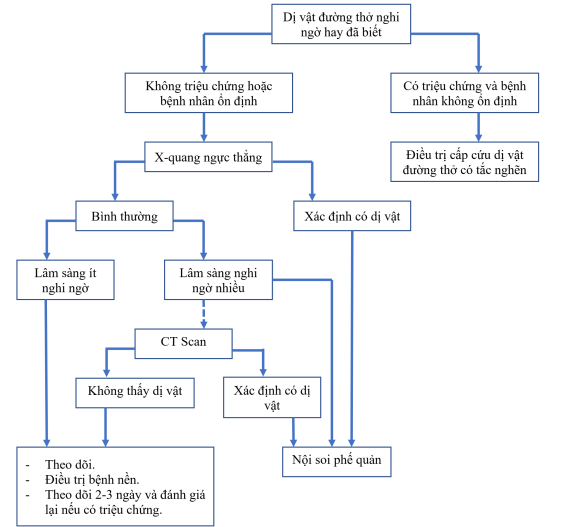 Dị vật đường thở nghi
ngờ hay đã biết
Không triệu chứng hoặc
bệnh nhân ổn định
Có triệu chứng và bệnh
nhân không ổn định
X-quang ngực thẳng
Điều trị cấp cứu dị vật
đường thở có tắc nghẽn
Bình thường
Xác định có dị vật
Lâm sàng ít
nghi ngờ
Lâm sàng nghi
ngờ nhiều
CT Scan
Không thấy dị vật
Xác định có dị
vật
- Theo dõi.
- Điều trị bệnh nền.
- Theo dõi 2-3 ngày và đánh giá
lại nếu có triệu chứng.
Nội soi phế quản